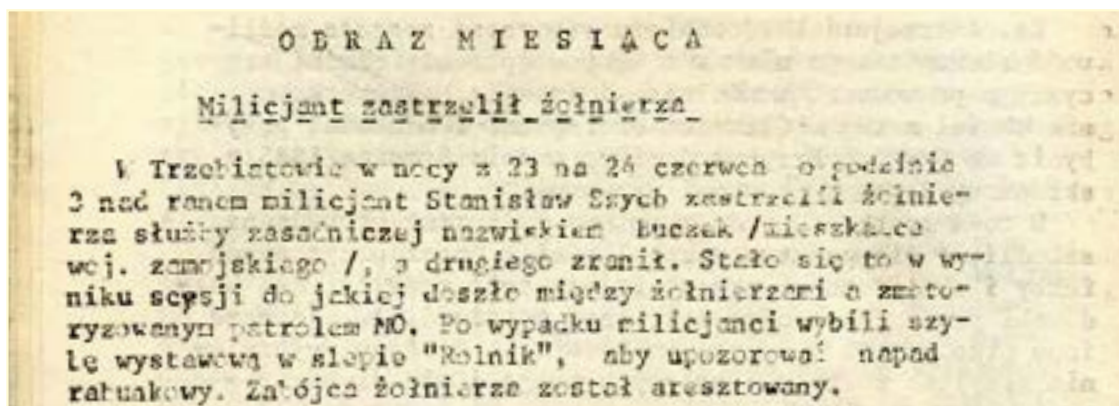 OBRAZ MIESIĄCA
Milicjant zastrzelił żołnierza
W Trzebiatowie w nocy z 23 na 24 czerwca o godzinie
nad ranem milicjant Stanisław Szych zastrzelił żołnie-
rza służby zasadniczej nazwiskiem Buczek /mieszkańca
woj. zamojskiego /, a drugiego zranił. Stało się to w wy-
niku scysji do jakiej doszło między żołnierzami a zmoto-
ryzowanym patrolem MO. Po wypadku milicjanci wybili szy-
bę wystawową w sklepie "Rolnik", aby upozorować napad
rabunkowy. Zabójca żołnierza został aresztowany.